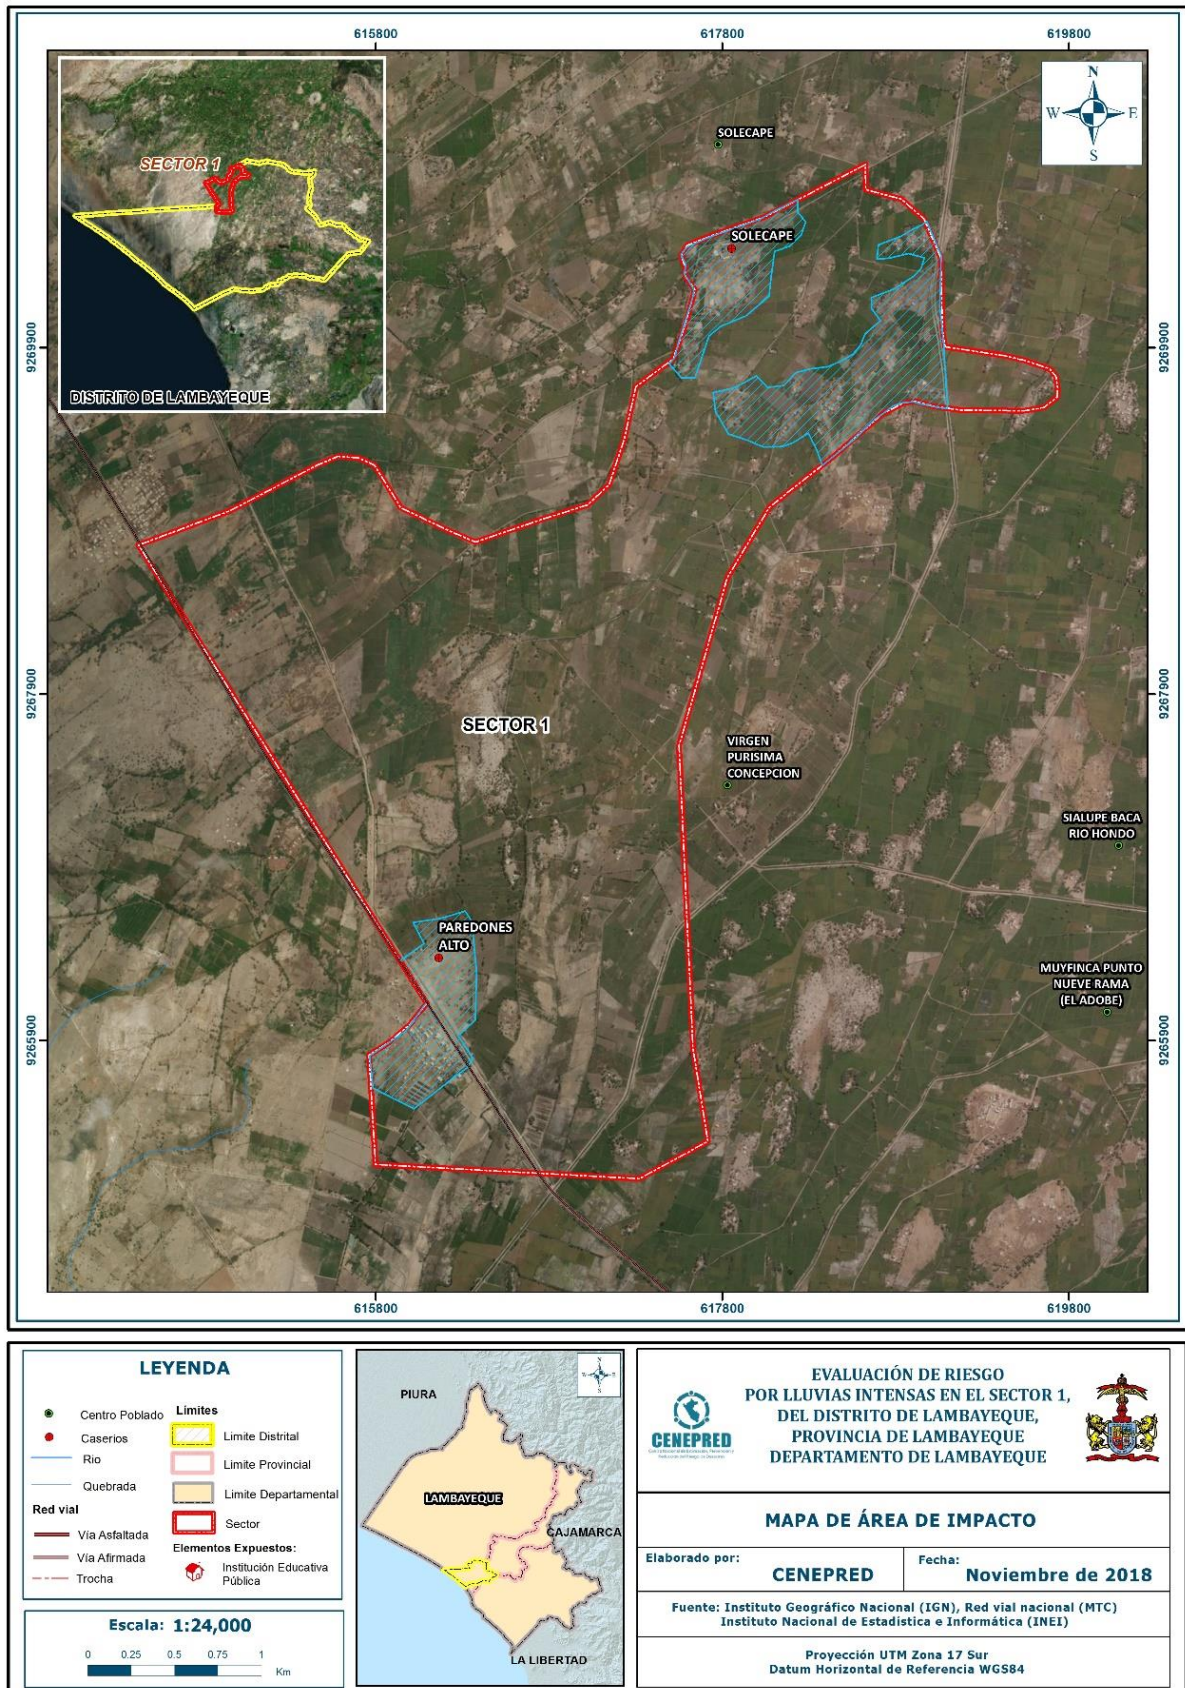 615800
617800
619800
SECTOR 1
DISTRITO DE LAMBAYEQUE
N
W
E
S
SOLECAPE
SOLECAPE
9269900
9269900
9267900
9267900
SECTOR 1
VIRGEN
PURISIMA
CONCEPCION
SIALUPE BACA
RIO HONDO
PAREDONES
ALTO
MUYFINCA PUNTO
NUEVE RAMA
(EL ADOBE)
9265900
9265900
615800
617800
619800
LEYENDA
Centro Poblado
Caserios
Rio
Quebrada
Red vial
Vía Asfaltada
Vía Afirmada
Trocha
Límites
Limite Distrital
Limite Provincial
Limite Departamental
Sector
Elementos Expuestos:
Institución Educativa
Pública
Escala: 1:24,000
0 0.25 0.5 0.75 1
Km
PIURA
N
S
LAMBAYEQUE
CAJAMARCA
LA LIBERTAD
CENEPRED
EVALUACIÓN DE RIESGO
POR LLUVIAS INTENSAS EN EL SECTOR 1,
DEL DISTRITO DE LAMBAYEQUE,
PROVINCIA DE LAMBAYEQUE
DEPARTAMENTO DE LAMBAYEQUE
MAPA DE ÁREA DE IMPACTO
Elaborado por:
CENEPRED
Fecha:
Noviembre de 2018
Fuente: Instituto Geográfico Nacional (IGN), Red vial nacional (MTC)
Instituto Nacional de Estadística e Informática (INEI)
Proyección UTM Zona 17 Sur
Datum Horizontal de Referencia WGS84